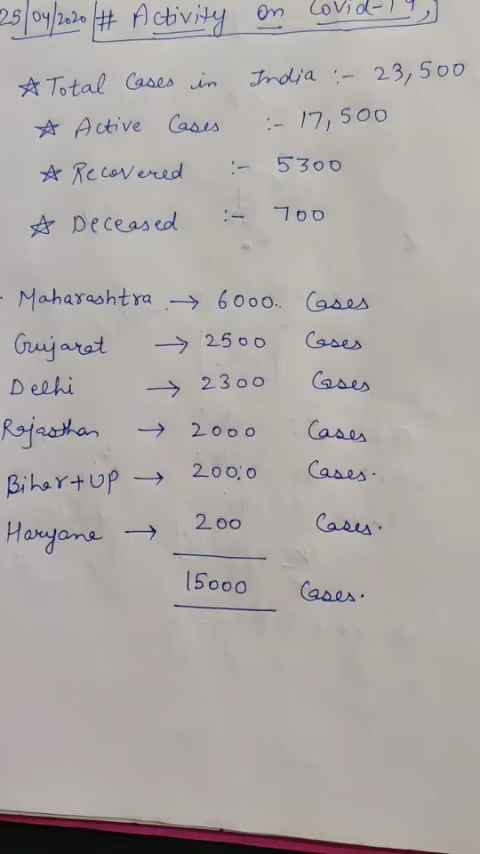 25/04/2020 # Activity on Covid-19,
☆ Total Cases in India :- 23,500
☆ Active Cases :- 17,500
☆ Recovered :- 5300
☆ Deceased :- 700
Maharashtra → 6000.. Cases
Gujarat → 2500 Cases
Delhi → 2300 Cases
Rajasthan → 2000 Cases
Bihar + UP → 2000 Cases.
Haryana → 200 Cases.
15000 Cases.